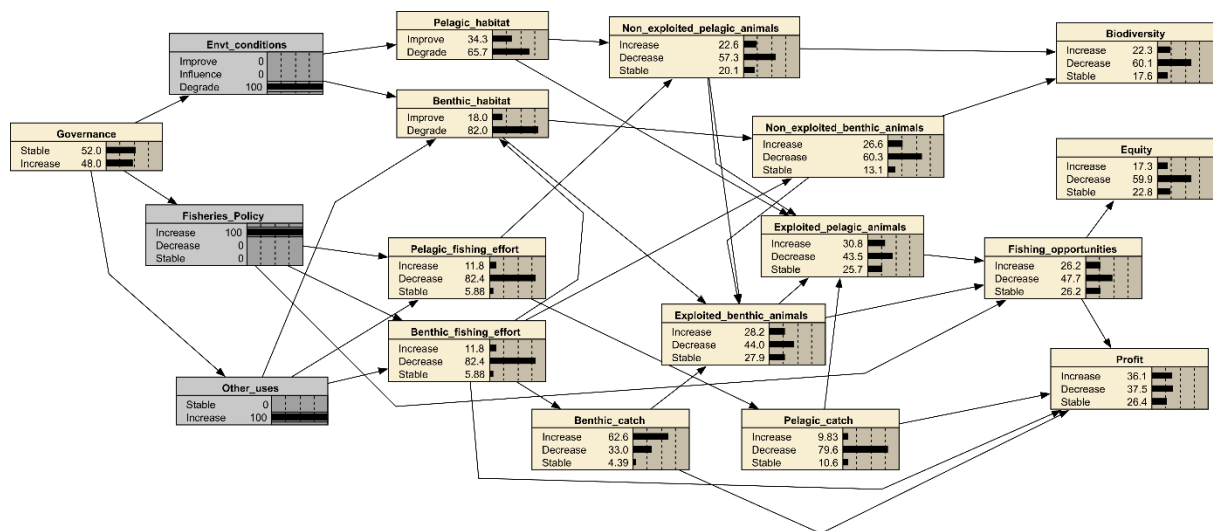 Pelagic_habitat
Improve 34.3
Degrade 65.7
Non_exploited_pelagic_animals
Increase 22.6
Decrease 57.3
Stable 20.1
Biodiversity
Increase 22.3
Decrease 60.1
Stable 17.6
Envt_conditions
Improve 0
Influence 0
Degrade 100
Benthic_habitat
Improve 18.0
Degrade 82.0
Governance
Stable 52.0
Increase 48.0
Non_exploited_benthic_animals
Increase 26.6
Decrease 60.3
Stable 13.1
Equity
Increase 17.3
Decrease 59.9
Stable 22.8
Fisheries_Policy
Increase 100
Decrease 0
Stable 0
Pelagic_fishing_effort
Increase 11.8
Decrease 82.4
Stable 5.88
Exploited_pelagic_animals
Increase 30.8
Decrease 43.5
Stable 25.7
Fishing_opportunities
Increase 26.2
Decrease 47.7
Stable 26.2
Benthic_fishing_effort
Increase 11.8
Decrease 82.4
Stable 5.88
Exploited_benthic_animals
Increase 28.2
Decrease 44.0
Stable 27.9
Profit
Increase 36.1
Decrease 37.5
Stable 26.4
Other_uses
Stable 0
Increase 100
Benthic_catch
Increase 62.6
Decrease 33.0
Stable 4.39
Pelagic_catch
Increase 9.83
Decrease 79.6
Stable 10.6